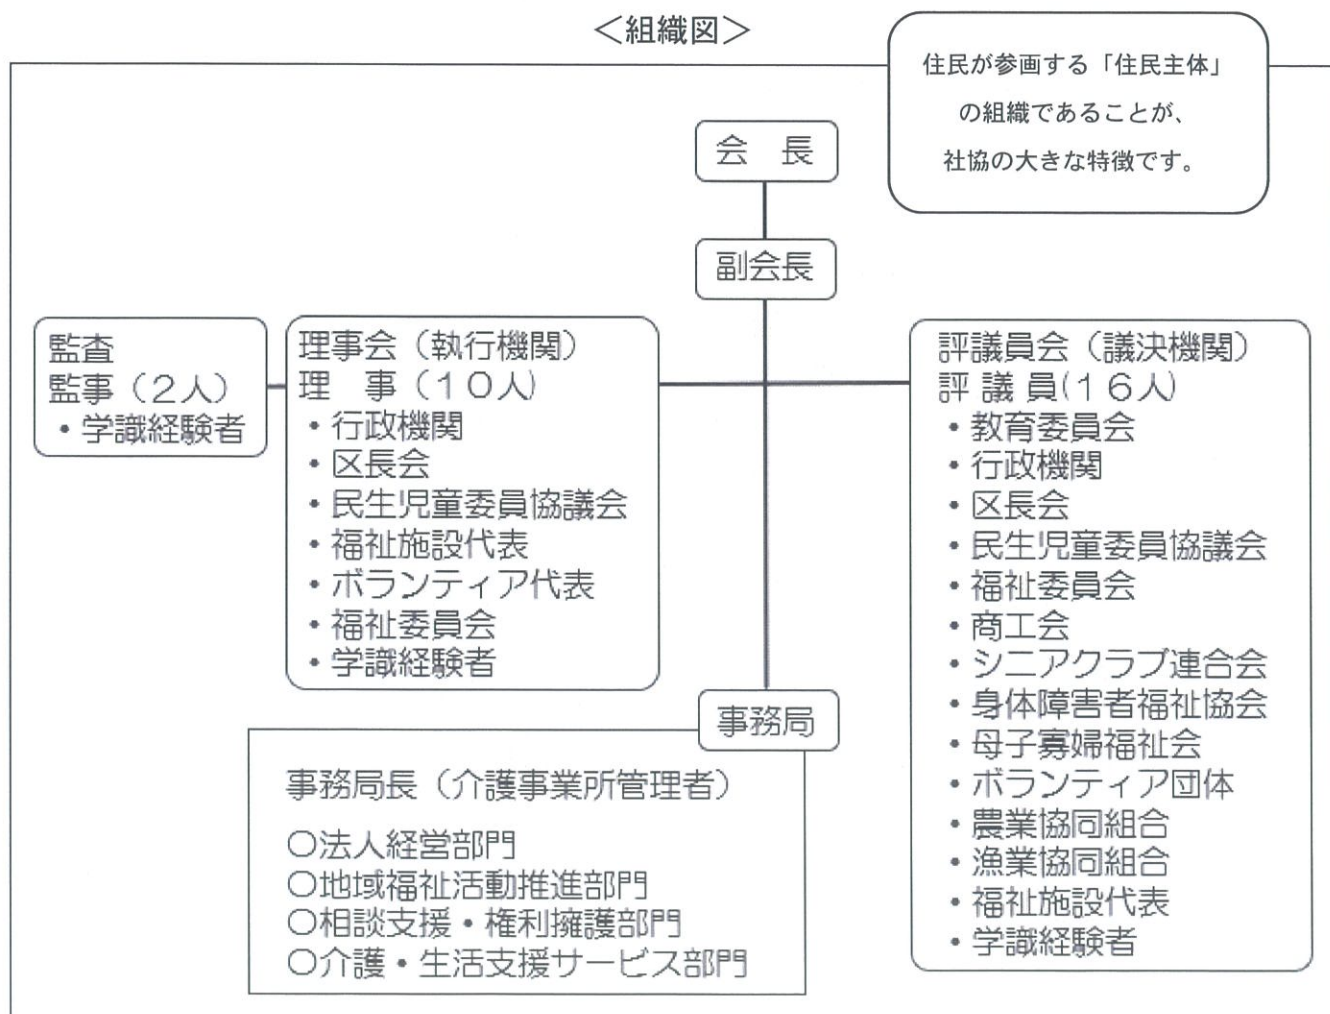 ＜組織図＞
住民が参画する「住民主体」
の組織であることが、
社協の大きな特徴です。
会　長
副会長
監査
監事（２人）
・学識経験者
理事会（執行機関）
理　事（１０人）
・行政機関
・区長会
・民生児童委員協議会
・福祉施設代表
・ボランティア代表
・福祉委員会
・学識経験者
評議員会（議決機関）
評 議 員(１６人)
・教育委員会
・行政機関
・区長会
・民生児童委員協議会
・福祉委員会
・商工会
・シニアクラブ連合会
・身体障害者福祉協会
・母子寡婦福祉会
・ボランティア団体
・農業協同組合
・漁業協同組合
・福祉施設代表
・学識経験者
事務局
事務局長（介護事業所管理者）
○法人経営部門
○地域福祉活動推進部門
○相談支援・権利擁護部門
○介護・生活支援サービス部門